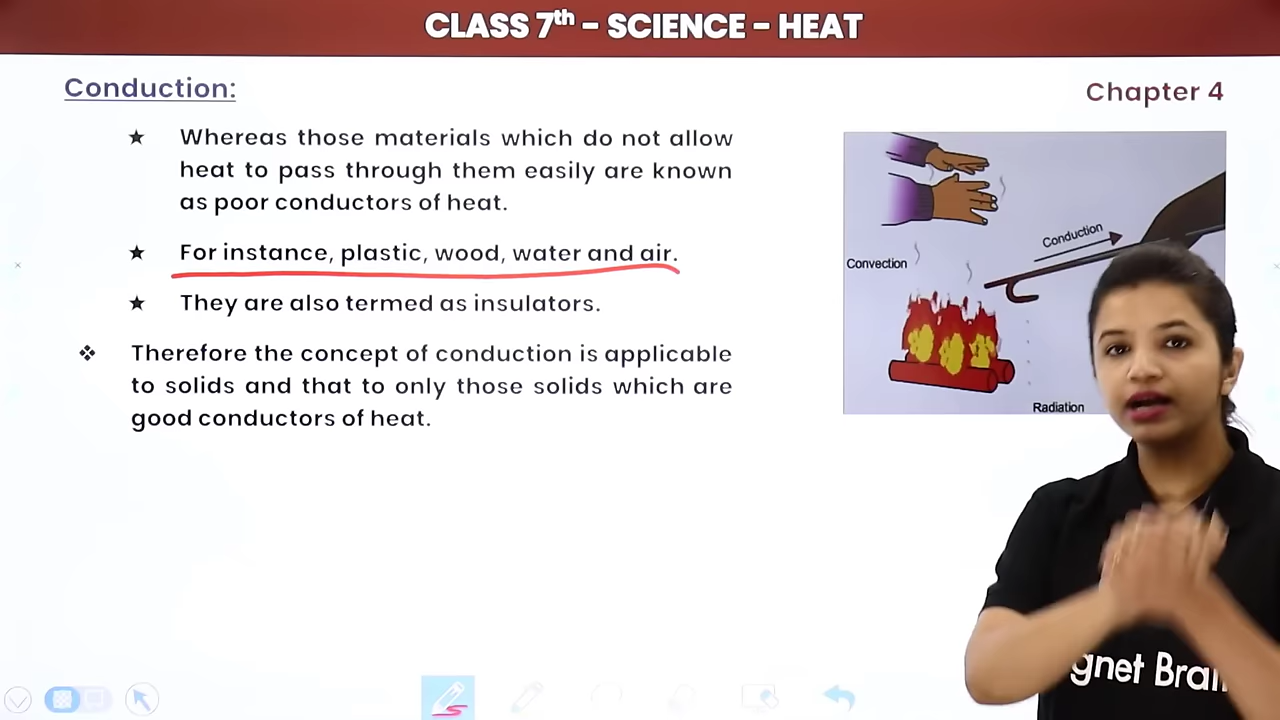 CLASS 7th - SCIENCE - HEAT
Conduction:
Chapter 4
★ Whereas those materials which do not allow
heat to pass through them easily are known
as poor conductors of heat.
★ For instance, plastic, wood, water and air.
★ They are also termed as insulators.
❖ Therefore the concept of conduction is applicable
to solids and that to only those solids which are
good conductors of heat.
Conduction
Convection
Radiation
gnet Brai